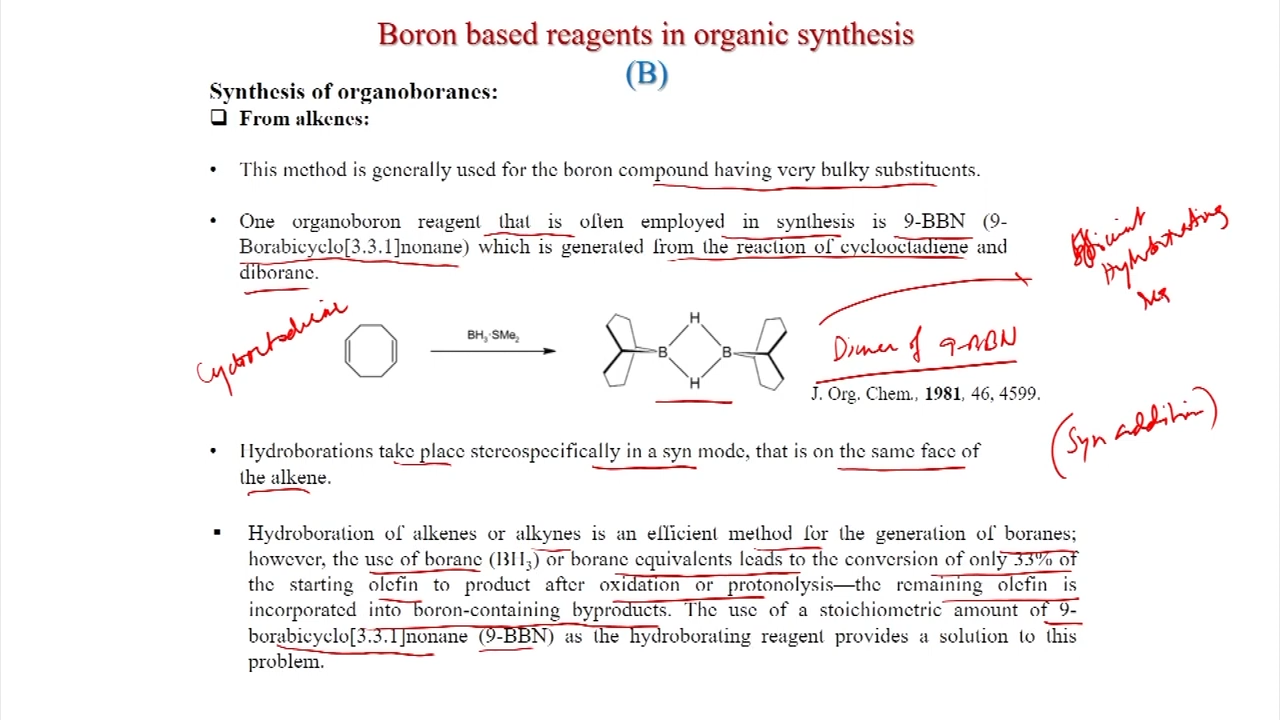 Boron based reagents in organic synthesis
(B)
Synthesis of organoboranes:
❑ From alkenes:
• This method is generally used for the boron compound having very bulky substituents.
• One organoboron reagent that is often employed in synthesis is 9-BBN (9-
Borabicyclo[3.3.1]nonane) which is generated from the reaction of cyclooctadiene and
diborane.
Efficient
Hydroborating
Cyclooctadiene
BH₃·SMe₂
H
B B
H
Dimer of 9-BBN
J. Org. Chem., 1981, 46, 4599.
(Syn addition)
• Hydroborations take place stereospecifically in a syn mode, that is on the same face of
the alkene.
▪ Hydroboration of alkenes or alkynes is an efficient method for the generation of boranes;
however, the use of borane (BH₃) or borane equivalents leads to the conversion of only 33% of
the starting olefin to product after oxidation or protonolysis—the remaining olefin is
incorporated into boron-containing byproducts. The use of a stoichiometric amount of 9-
borabicyclo[3.3.1]nonane (9-BBN) as the hydroborating reagent provides a solution to this
problem.